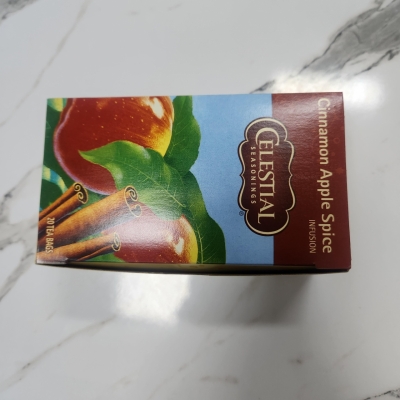 Cinnamon Apple Spice
INFUSION
CELESTIAL
SEASONINGS
®
20 TEA BAGS